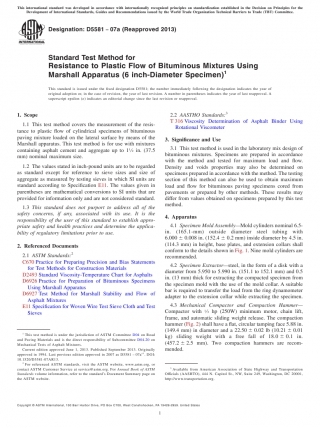 This international standard was developed in accordance with internationally recognized principles on standardization established in the Decision on Principles for the
Development of International Standards, Guides and Recommendations issued by the World Trade Organization Technical Barriers to Trade (TBT) Committee.
Designation: D5581 − 07a (Reapproved 2013)
Standard Test Method for
Resistance to Plastic Flow of Bituminous Mixtures Using
Marshall Apparatus (6 inch-Diameter Specimen)1
This standard is issued under the fixed designation D5581; the number immediately following the designation indicates the year of
original adoption or, in the case of revision, the year of last revision. A number in parentheses indicates the year of last reapproval. A
superscript epsilon (ε) indicates an editorial change since the last revision or reapproval.
1. Scope
1.1 This test method covers the measurement of the resis-
tance to plastic flow of cylindrical specimens of bituminous
paving mixture loaded on the lateral surface by means of the
Marshall apparatus. This test method is for use with mixtures
containing asphalt cement and aggregate up to 1½ in. (37.5
mm) nominal maximum size.
1.2 The values stated in inch-pound units are to be regarded
as standard except for reference to sieve sizes and size of
aggregate as measured by testing sieves in which SI units are
standard according to Specification E11. The values given in
parentheses are mathematical conversions to SI units that are
provided for information only and are not considered standard.
1.3 This standard does not purport to address all of the
safety concerns, if any, associated with its use. It is the
responsibility of the user of this standard to establish appro-
priate safety and health practices and determine the applica-
bility of regulatory limitations prior to use.
2. Referenced Documents
2.1 ASTM Standards:2
C670 Practice for Preparing Precision and Bias Statements
for Test Methods for Construction Materials
D2493 Standard Viscosity-Temperature Chart for Asphalts
D6926 Practice for Preparation of Bituminous Specimens
Using Marshall Apparatus
D6927 Test Method for Marshall Stability and Flow of
Asphalt Mixtures
E11 Specification for Woven Wire Test Sieve Cloth and Test
Sieves
1 This test method is under the jurisdiction of ASTM Committee D04 on Road
and Paving Materials and is the direct responsibility of Subcommittee D04.20 on
Mechanical Tests of Asphalt Mixtures.
Current edition approved June 1, 2013. Published September 2013. Originally
approved in 1994. Last previous edition approved in 2007 as D5581 – 07aε1. DOI:
10.1520/D5581-07AR13.
2 For referenced ASTM standards, visit the ASTM website, www.astm.org, or
contact ASTM Customer Service at service@astm.org. For Annual Book of ASTM
Standards volume information, refer to the standard's Document Summary page on
the ASTM website.
2.2 AASHTO Standards:3
T 316 Viscosity Determination of Asphalt Binder Using
Rotational Viscometer
3. Significance and Use
3.1 This test method is used in the laboratory mix design of
bituminous mixtures. Specimens are prepared in accordance
with the method and tested for maximum load and flow.
Density and voids properties may also be determined on
specimens prepared in accordance with the method. The testing
section of this method can also be used to obtain maximum
load and flow for bituminous paving specimens cored from
pavements or prepared by other methods. These results may
differ from values obtained on specimens prepared by this test
method.
4. Apparatus
4.1 Specimen Mold Assembly—Mold cylinders nominal 6.5-
in. (165.1-mm) outside diameter steel tubing with
6.000 ± 0.008 in. (152.4 ± 0.2 mm) inside diameter by 4.5 in.
(114.3 mm) in height, base plates, and extension collars shall
conform to the details shown in Fig. 1. Nine mold cylinders are
recommended.
4.2 Specimen Extractor—steel, in the form of a disk with a
diameter from 5.950 to 5.990 in. (151.1 to 152.1 mm) and 0.5
in. (13 mm) thick for extracting the compacted specimen from
the specimen mold with the use of the mold collar. A suitable
bar is required to transfer the load from the ring dynamometer
adapter to the extension collar while extracting the specimen.
4.3 Mechanical Compactor and Compaction Hammers—
Compactor with ⅓ hp (250W) minimum motor, chain lift,
frame, and automatic sliding weight release. The compaction
hammer (Fig. 2) shall have a flat, circular tamping face 5.88 in.
(149.4 mm) in diameter and a 22.50 ± 0.02 lb (10.21 ± 0.01
kg) sliding weight with a free fall of 18.0 ± 0.1 in.
(457.2 ± 2.5 mm). Two compaction hammers are recom-
mended.
3 Available from American Association of State Highway and Transportation
Officials (AASHTO), 444 N. Capitol St., NW, Suite 249, Washington, DC 20001,
http://www.transportation.org.
Copyright © ASTM International, 100 Barr Harbor Drive, PO Box C700, West Conshohocken, PA 19428-2959. United States
1